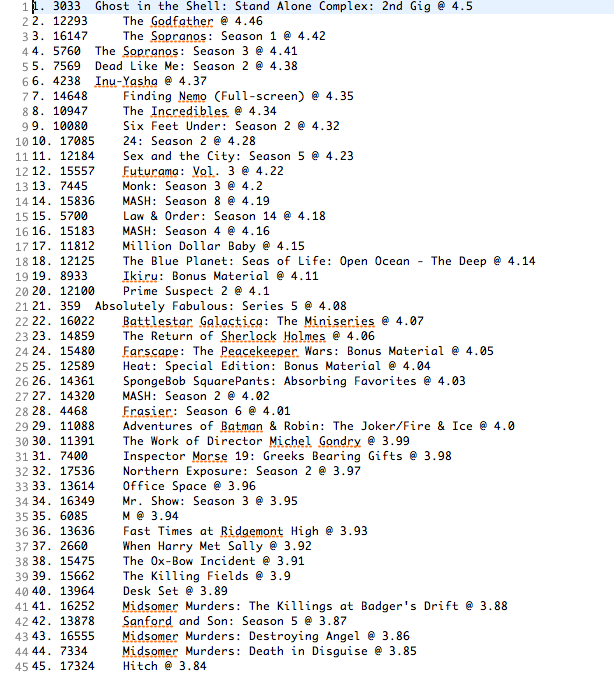 1 1. 3033 Ghost in the Shell: Stand Alone Complex: 2nd Gig @ 4.5
2 2. 12293 The Godfather @ 4.46
3 3. 16147 The Sopranos: Season 1 @ 4.42
4 4. 5760 The Sopranos: Season 3 @ 4.41
5 5. 7569 Dead Like Me: Season 2 @ 4.38
6 6. 4238 Inu-Yasha @ 4.37
7 7. 14648 Finding Nemo (Full-screen) @ 4.35
8 8. 10947 The Incredibles @ 4.34
9 9. 10080 Six Feet Under: Season 2 @ 4.32
10 10. 17085 24: Season 2 @ 4.28
11 11. 12184 Sex and the City: Season 5 @ 4.23
12 12. 15557 Futurama: Vol. 3 @ 4.22
13 13. 7445 Monk: Season 3 @ 4.2
14 14. 15836 MASH: Season 8 @ 4.19
15 15. 5700 Law & Order: Season 14 @ 4.18
16 16. 15183 MASH: Season 4 @ 4.16
17 17. 11812 Million Dollar Baby @ 4.15
18 18. 12125 The Blue Planet: Seas of Life: Open Ocean - The Deep @ 4.14
19 19. 8933 Ikiru: Bonus Material @ 4.11
20 20. 12100 Prime Suspect 2 @ 4.1
21 21. 359 Absolutely Fabulous: Series 5 @ 4.08
22 22. 16022 Battlestar Galactica: The Miniseries @ 4.07
23 23. 14859 The Return of Sherlock Holmes @ 4.06
24 24. 15480 Farscape: The Peacekeeper Wars: Bonus Material @ 4.05
25 25. 12589 Heat: Special Edition: Bonus Material @ 4.04
26 26. 14361 SpongeBob SquarePants: Absorbing Favorites @ 4.03
27 27. 14320 MASH: Season 2 @ 4.02
28 28. 4468 Frasier: Season 6 @ 4.01
29 29. 11088 Adventures of Batman & Robin: The Joker/Fire & Ice @ 4.0
30 30. 11391 The Work of Director Michel Gondry @ 3.99
31 31. 7400 Inspector Morse 19: Greeks Bearing Gifts @ 3.98
32 32. 17536 Northern Exposure: Season 2 @ 3.97
33 33. 13614 Office Space @ 3.96
34 34. 16349 Mr. Show: Season 3 @ 3.95
35 35. 6085 M @ 3.94
36 36. 13636 Fast Times at Ridgemont High @ 3.93
37 37. 2660 When Harry Met Sally @ 3.92
38 38. 15475 The Ox-Bow Incident @ 3.91
39 39. 15662 The Killing Fields @ 3.9
40 40. 13964 Desk Set @ 3.89
41 41. 16252 Midsomer Murders: The Killings at Badger's Drift @ 3.88
42 42. 13878 Sanford and Son: Season 5 @ 3.87
43 43. 16555 Midsomer Murders: Destroying Angel @ 3.86
44 44. 7334 Midsomer Murders: Death in Disguise @ 3.85
45 45. 17324 Hitch @ 3.84